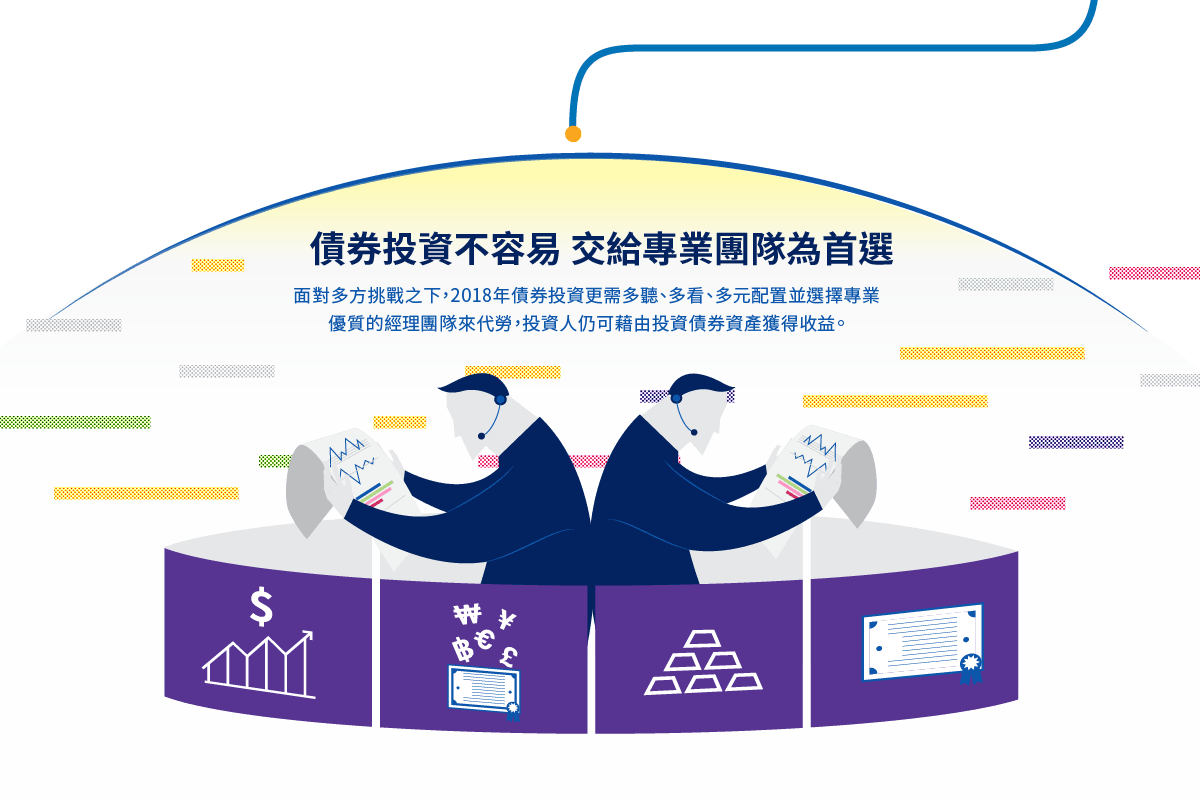 債券投資不容易 交給專業團隊為首選
面對多方挑戰之下，2018年債券投資更需多聽、多看、多元配置並選擇專業
優質的經理團隊來代勞，投資人仍可藉由投資債券資產獲得收益。
$
₩ ¥
฿ € £